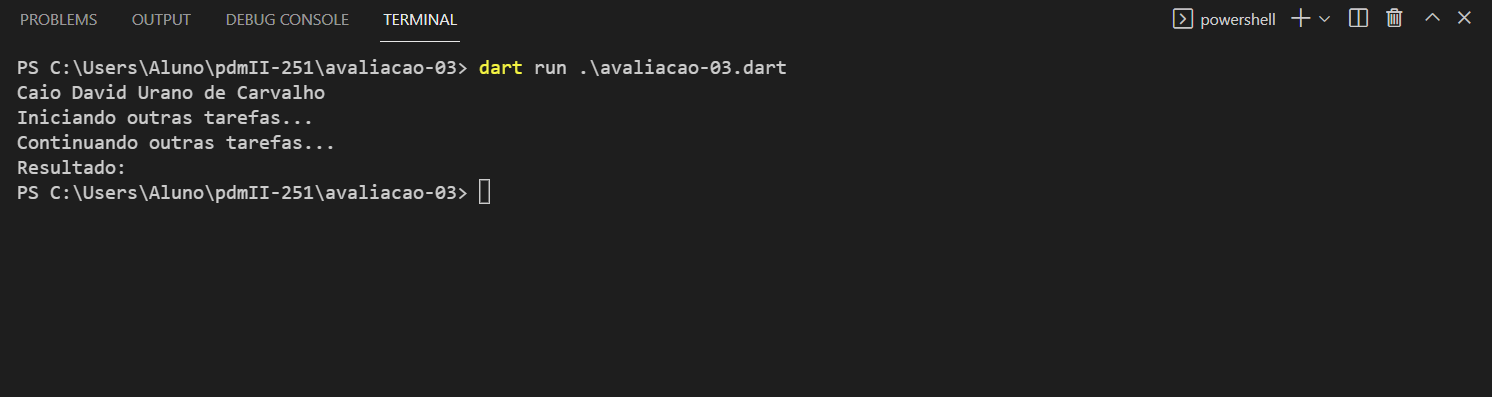 PROBLEMS OUTPUT DEBUG CONSOLE TERMINAL powershell
PS C:\Users\Aluno\pdmII-251\avaliacao-03> dart run .\avaliacao-03.dart
Caio David Urano de Carvalho
Iniciando outras tarefas...
Continuando outras tarefas...
Resultado:
PS C:\Users\Aluno\pdmII-251\avaliacao-03>